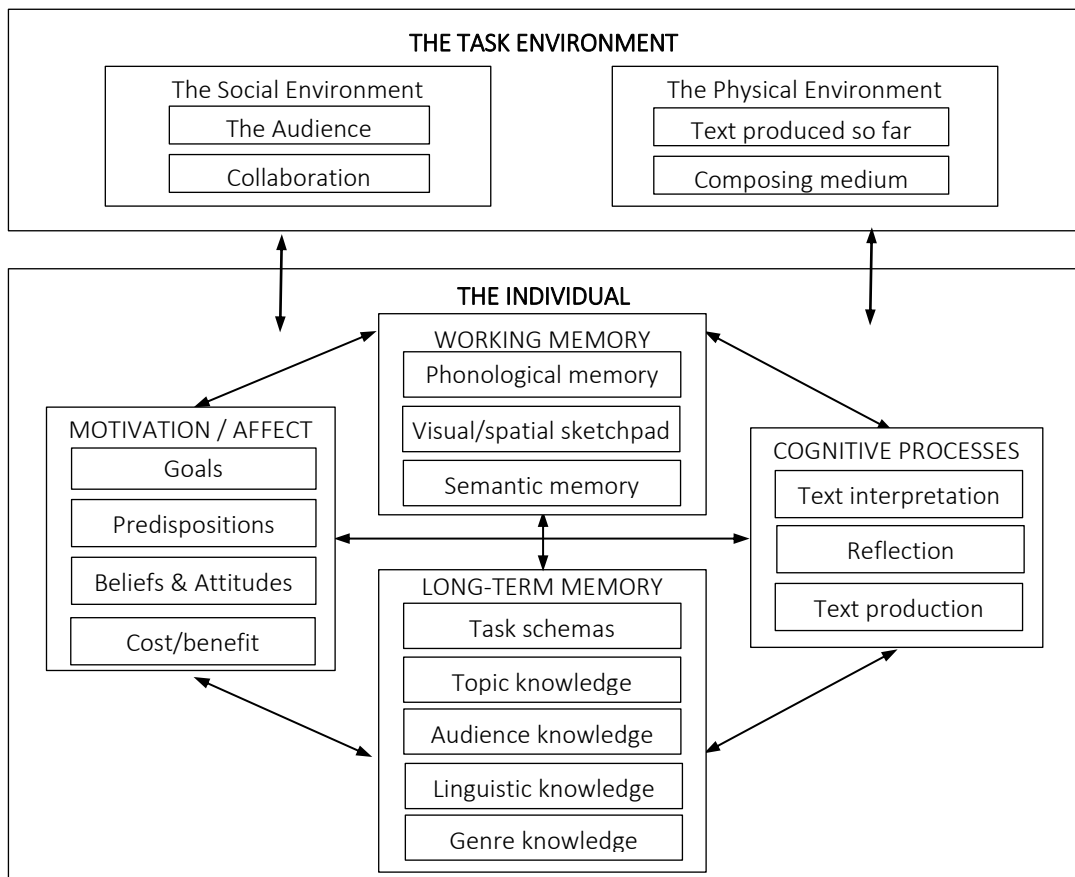 THE TASK ENVIRONMENT
The Social Environment
The Audience
Collaboration
The Physical Environment
Text produced so far
Composing medium
THE INDIVIDUAL
WORKING MEMORY
Phonological memory
Visual/spatial sketchpad
Semantic memory
MOTIVATION / AFFECT
Goals
Predispositions
Beliefs & Attitudes
Cost/benefit
COGNITIVE PROCESSES
Text interpretation
Reflection
Text production
LONG-TERM MEMORY
Task schemas
Topic knowledge
Audience knowledge
Linguistic knowledge
Genre knowledge